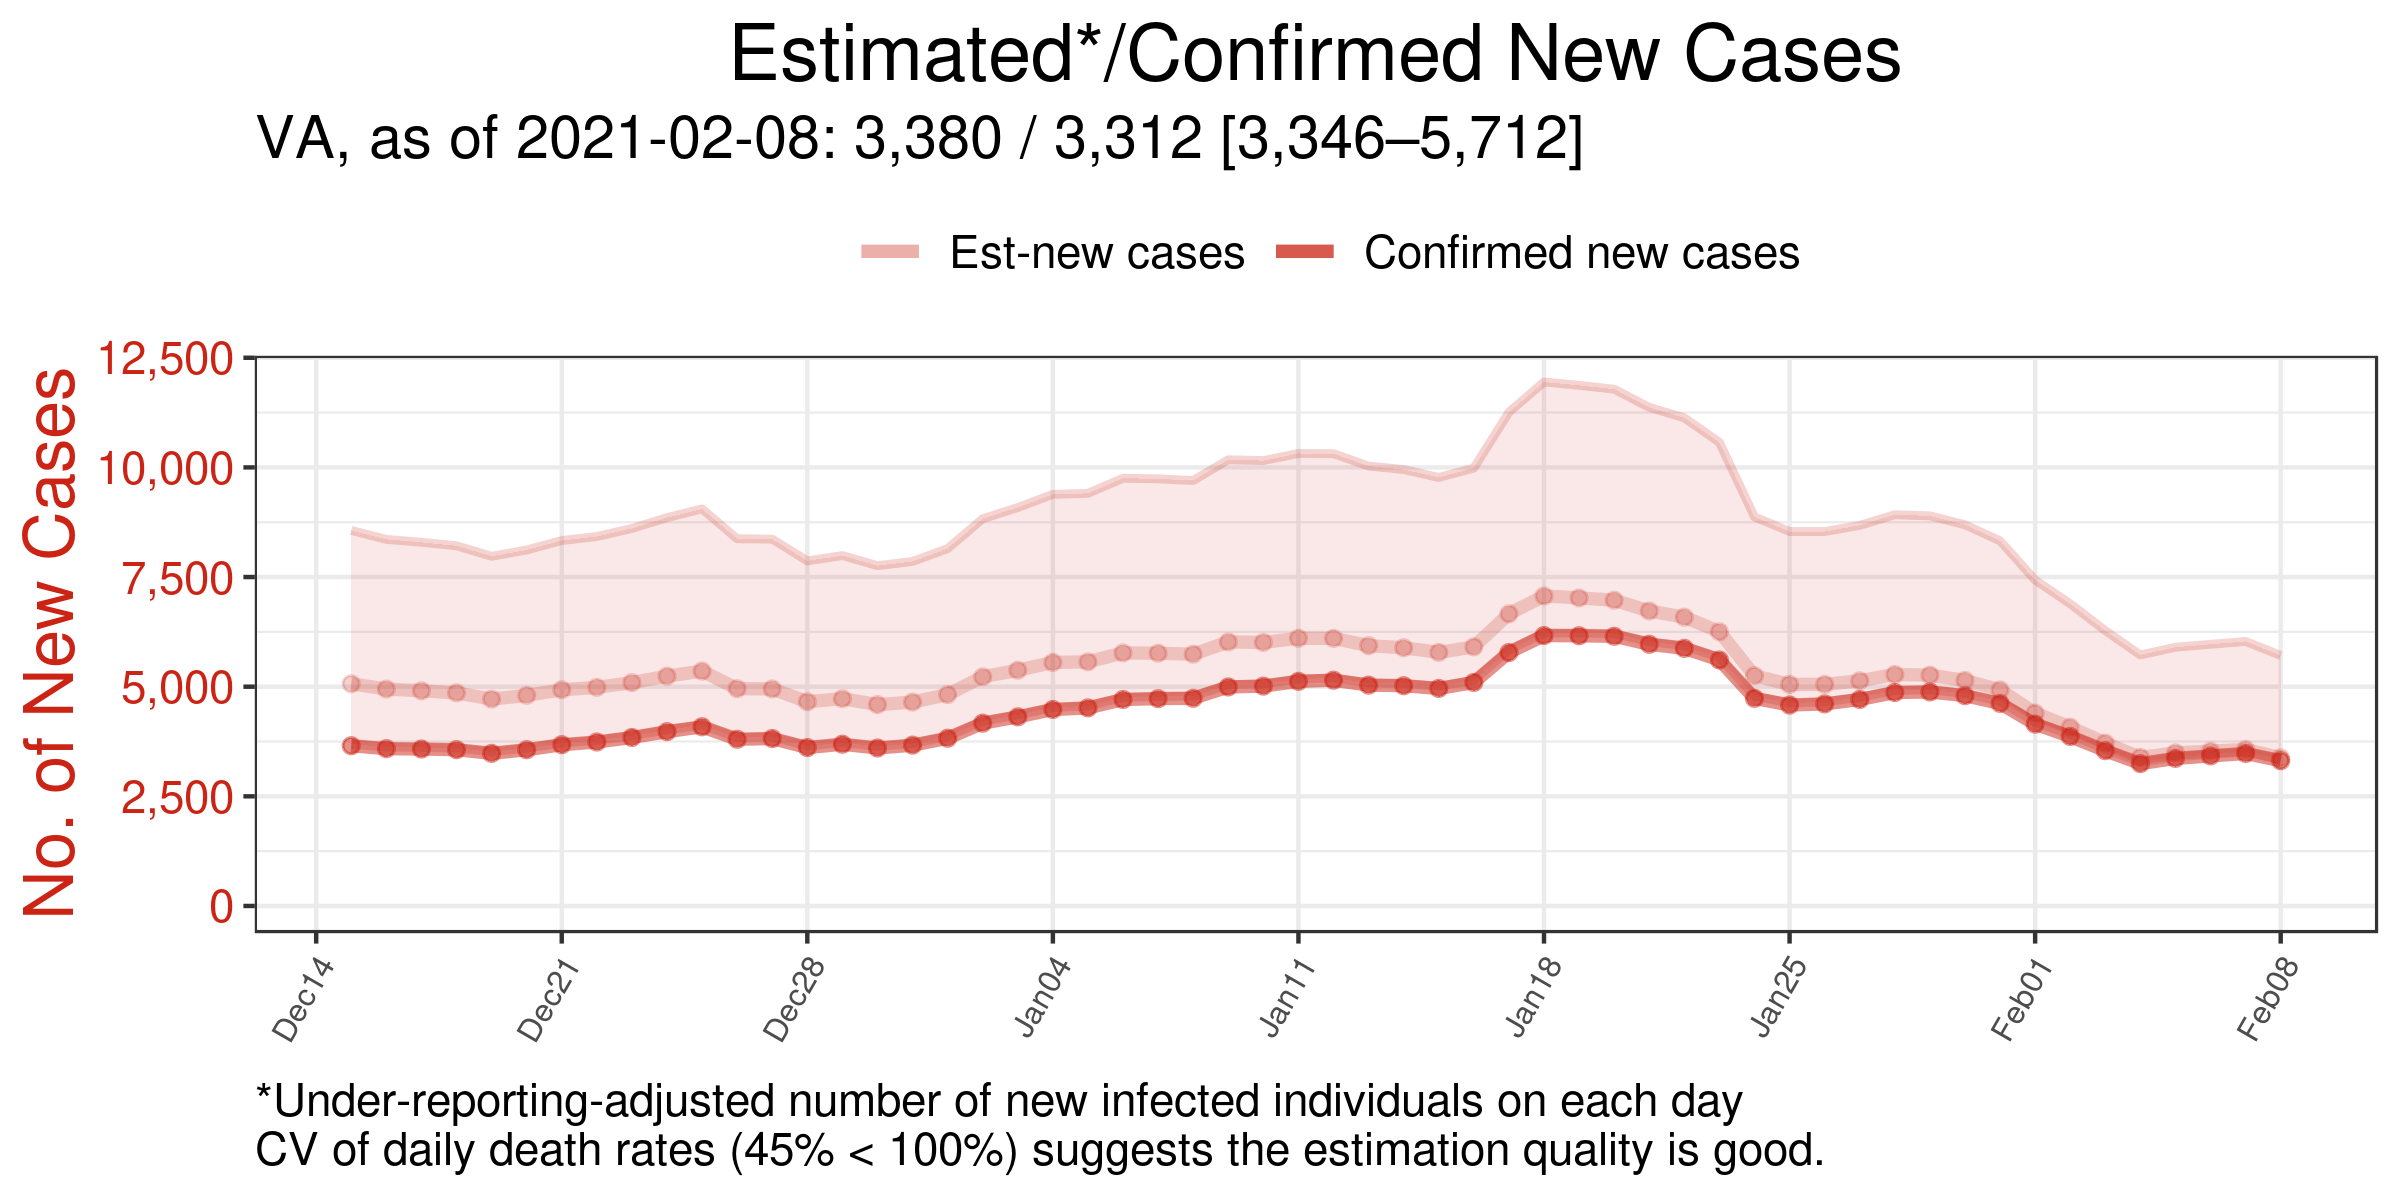 Estimated*/Confirmed New Cases
VA, as of 2021-02-08: 3,380 / 3,312 [3,346–5,712]
Est-new cases
Confirmed new cases
No. of New Cases
12,500
10,000
7,500
5,000
2,500
0
Dec14
Dec21
Dec28
Jan04
Jan11
Jan18
Jan25
Feb01
Feb08
*Under-reporting-adjusted number of new infected individuals on each day
CV of daily death rates (45% < 100%) suggests the estimation quality is good.